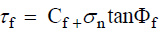 τf = Cf + σn tanΦf